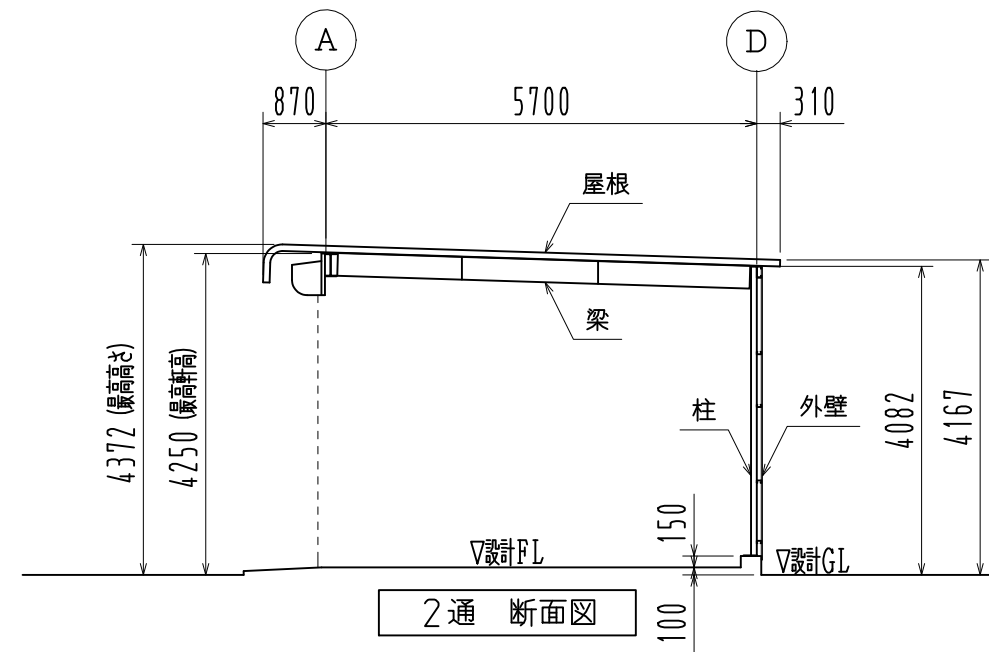 A
D
870
5700
310
屋根
梁
4372 (最高高さ)
4250 (最高軒高)
柱
外壁
4082
4167
150
▽設計FL
▽設計GL
100
2通 断面図